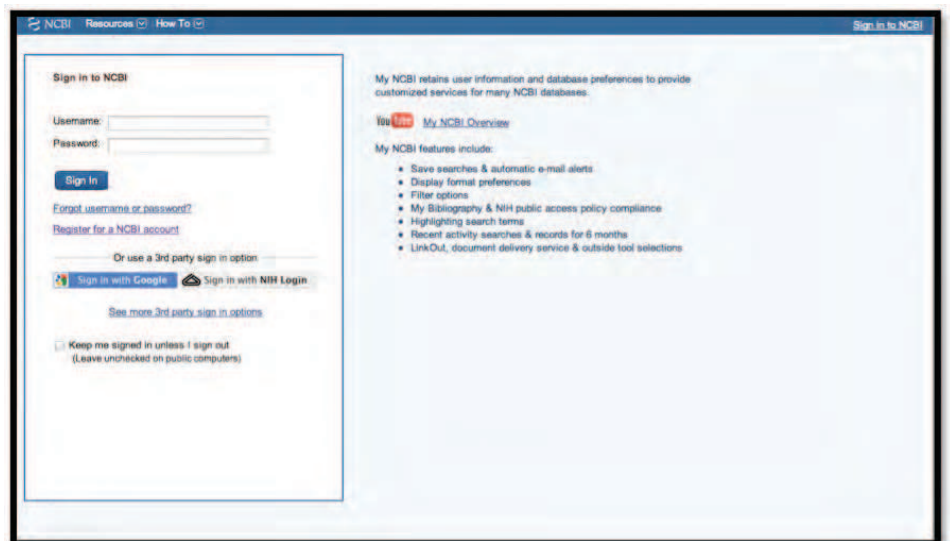 NCBI Resources How To Sign in to NCBI
Sign in to NCBI
Username:
Password:
Sign In
Forgot username or password?
Register for a NCBI account
Or use a 3rd party sign in option
Sign in with Google Sign in with NIH Login
See more 3rd party sign in options
Keep me signed in unless I sign out
(Leave unchecked on public computers)
My NCBI retains user information and database preferences to provide
customized services for many NCBI databases.
YouTube My NCBI Overview
My NCBI features include:
Save searches & automatic e-mail alerts
Display format preferences
Filter options
My Bibliography & NIH public access policy compliance
Highlighting search terms
Recent activity searches & records for 6 months
LinkOut, document delivery service & outside tool selections